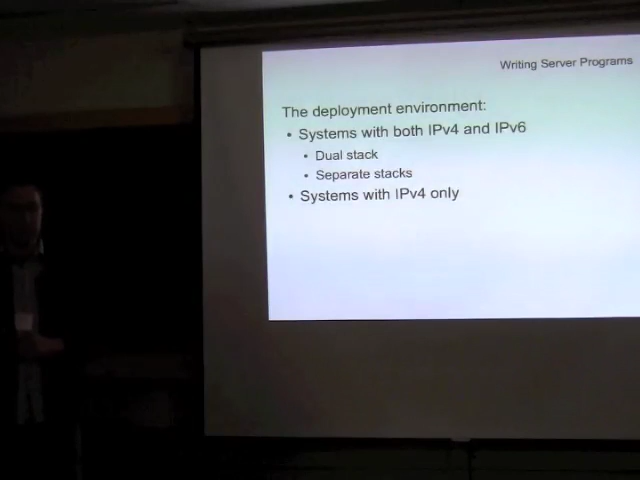 Writing Server Programs
The deployment environment:
• Systems with both IPv4 and IPv6
• Dual stack
• Separate stacks
• Systems with IPv4 only